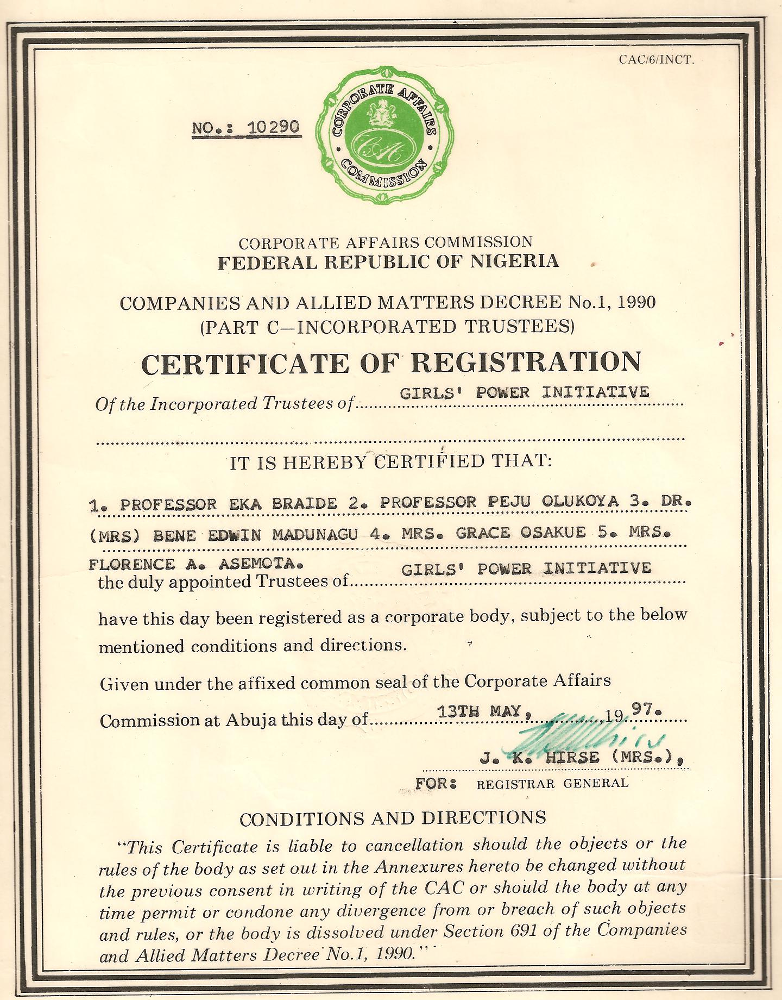 CAC/6/INCT.
CORPORATE AFFAIRS
CAC
COMMISSION
NO.: 10290
CORPORATE AFFAIRS COMMISSION
FEDERAL REPUBLIC OF NIGERIA
COMPANIES AND ALLIED MATTERS DECREE No.1, 1990
(PART C—INCORPORATED TRUSTEES)
CERTIFICATE OF REGISTRATION
Of the Incorporated Trustees of GIRLS' POWER INITIATIVE
IT IS HEREBY CERTIFIED THAT:
1. PROFESSOR EKA BRAIDE 2. PROFESSOR PEJU OLUKOYA 3. DR.
(MRS) BENE EDWIN MADUNAGU 4. MRS. GRACE OSAKUE 5. MRS.
FLORENCE A. ASEMOTA.
the duly appointed Trustees of GIRLS' POWER INITIATIVE
have this day been registered as a corporate body, subject to the below
mentioned conditions and directions.
Given under the affixed common seal of the Corporate Affairs
Commission at Abuja this day of 13TH MAY, ,19 97.
J. K. HIRSE (MRS.),
FOR: REGISTRAR GENERAL
CONDITIONS AND DIRECTIONS
“This Certificate is liable to cancellation should the objects or the
rules of the body as set out in the Annexures hereto be changed without
the previous consent in writing of the CAC or should the body at any
time permit or condone any divergence from or breach of such objects
and rules, or the body is dissolved under Section 691 of the Companies
and Allied Matters Decree No.1, 1990.”